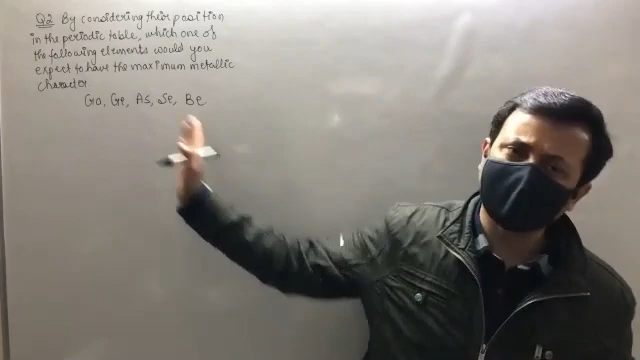 Q2 By considering their position
in the periodic table, which one of
the following elements would you
expect to have the maximum metallic
character
Ga, Ge, As, Se, Be